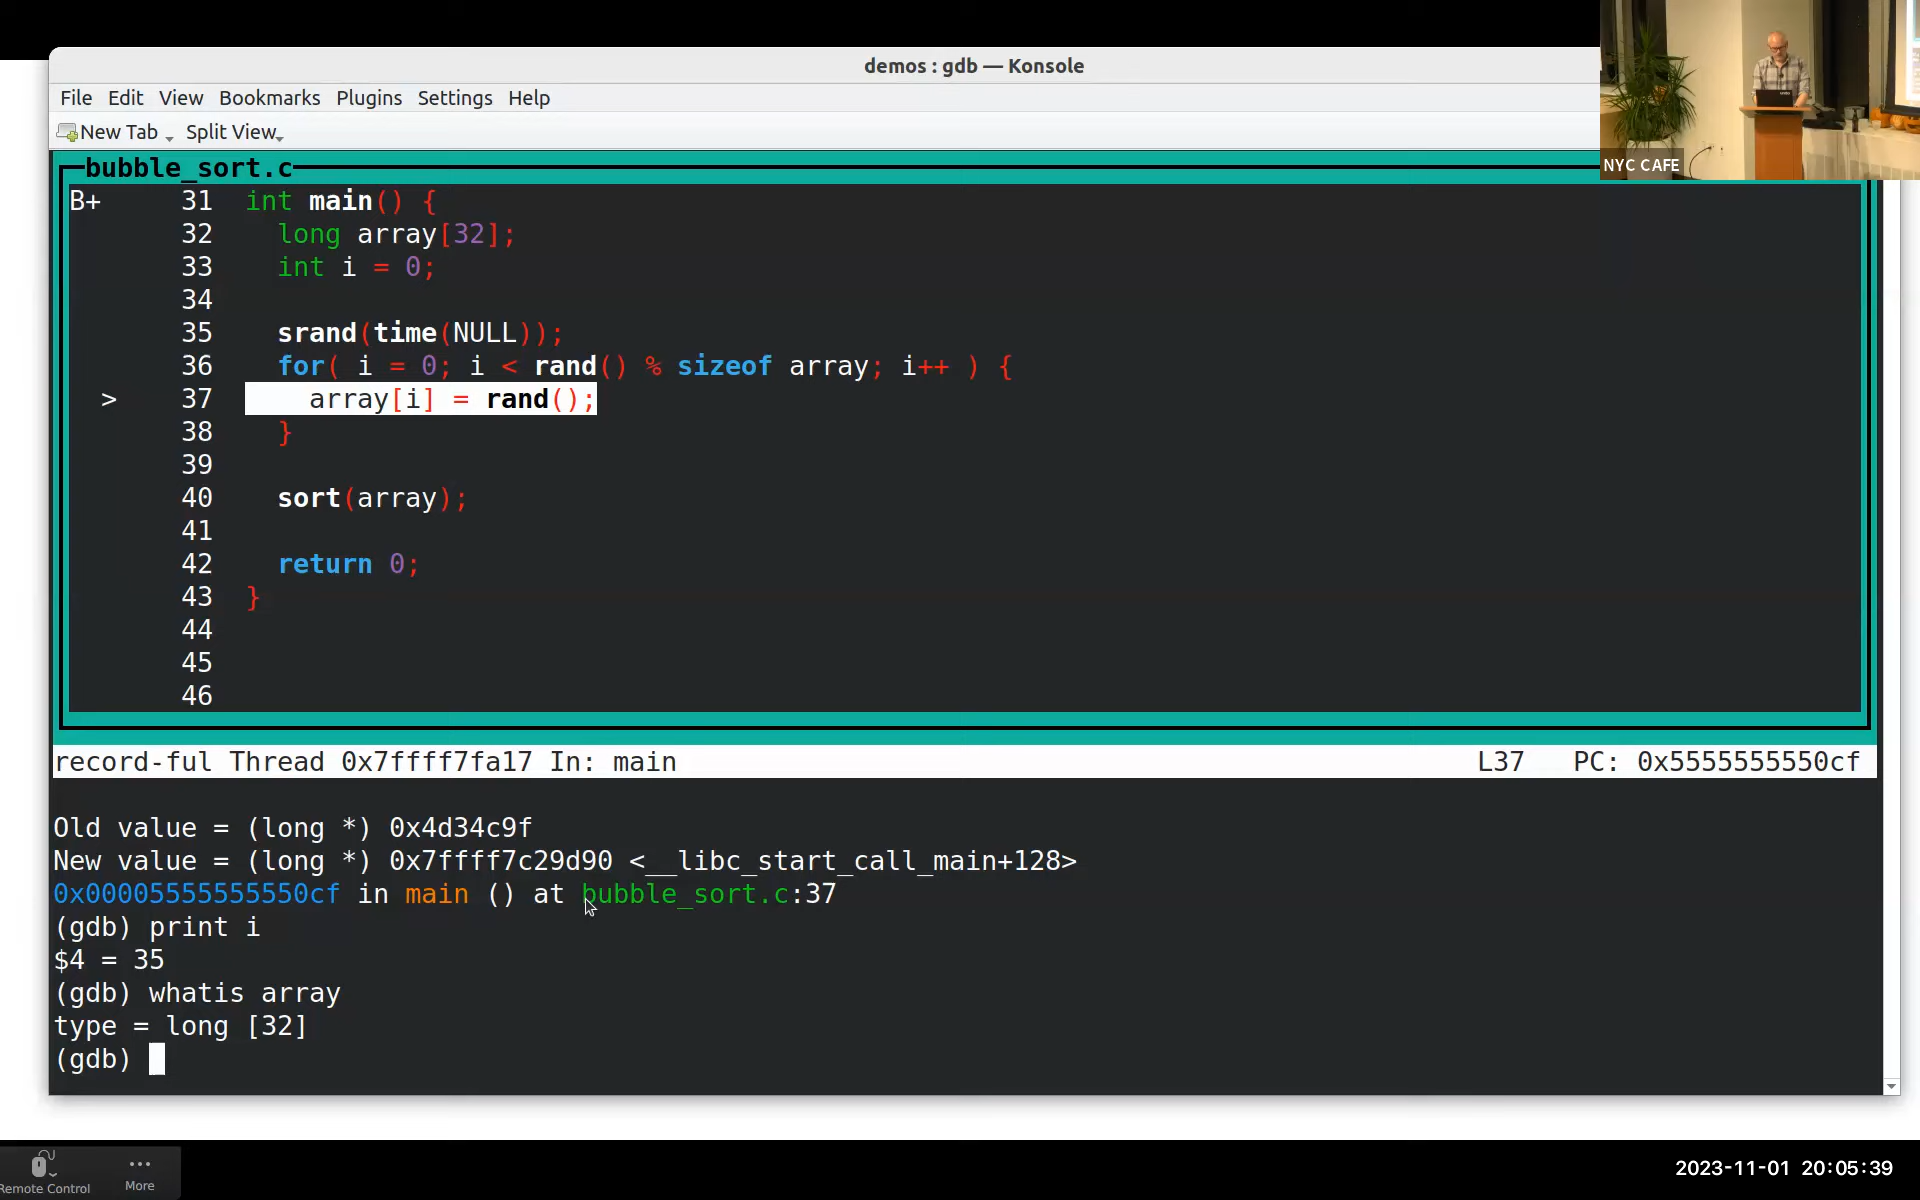 demos : gdb — Konsole
File Edit View Bookmarks Plugins Settings Help
New Tab Split View
NYC CAFE
bubble_sort.c
B+ 31 int main() {
32 long array[32];
33 int i = 0;
34
35 srand(time(NULL));
36 for( i = 0; i < rand() % sizeof array; i++ ) {
> 37 array[i] = rand();
38 }
39
40 sort(array);
41
42 return 0;
43 }
44
45
46
record-ful Thread 0x7ffff7fa17 In: main L37 PC: 0x5555555550cf
Old value = (long *) 0x4d34c9f
New value = (long *) 0x7ffff7c29d90 <__libc_start_call_main+128>
0x00005555555550cf in main () at bubble_sort.c:37
(gdb) print i
$4 = 35
(gdb) whatis array
type = long [32]
(gdb)
Remote Control More
2023-11-01 20:05:39